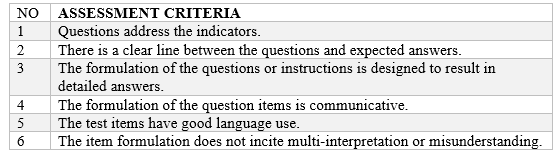 NO ASSESSMENT CRITERIA
1 Questions address the indicators.
2 There is a clear line between the questions and expected answers.
3 The formulation of the questions or instructions is designed to result in
detailed answers.
4 The formulation of the question items is communicative.
5 The test items have good language use.
6 The item formulation does not incite multi-interpretation or misunderstanding.